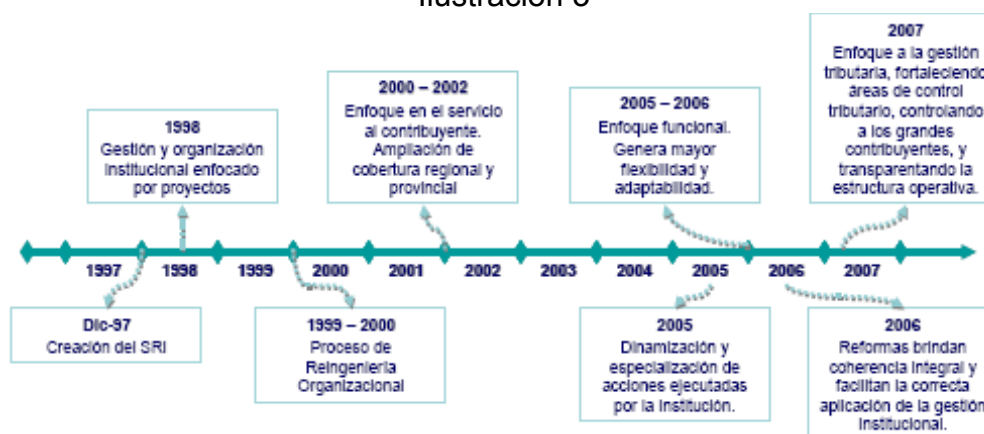 Ilustración 6
2007
Enfoque a la gestión
tributaria, fortaleciendo
áreas de control
tributario, controlando
a los grandes
contribuyentes, y
transparentando la
estructura operativa.
2000 – 2002
Enfoque en el servicio
al contribuyente.
Ampliación de
cobertura regional y
provincial
2005 – 2006
Enfoque funcional.
Genera mayor
flexibilidad y
adaptabilidad.
1998
Gestión y organización
institucional enfocado
por proyectos
1997 1998 1999 2000 2001 2002 2003 2004 2005 2006 2007
Dic-97
Creación del SRI
1999 – 2000
Proceso de
Reingeniería
Organizacional
2005
Dinamización y
especialización de
acciones ejecutadas
por la institución.
2006
Reformas brindan
coherencia integral y
facilitan la correcta
aplicación de la gestión
institucional.